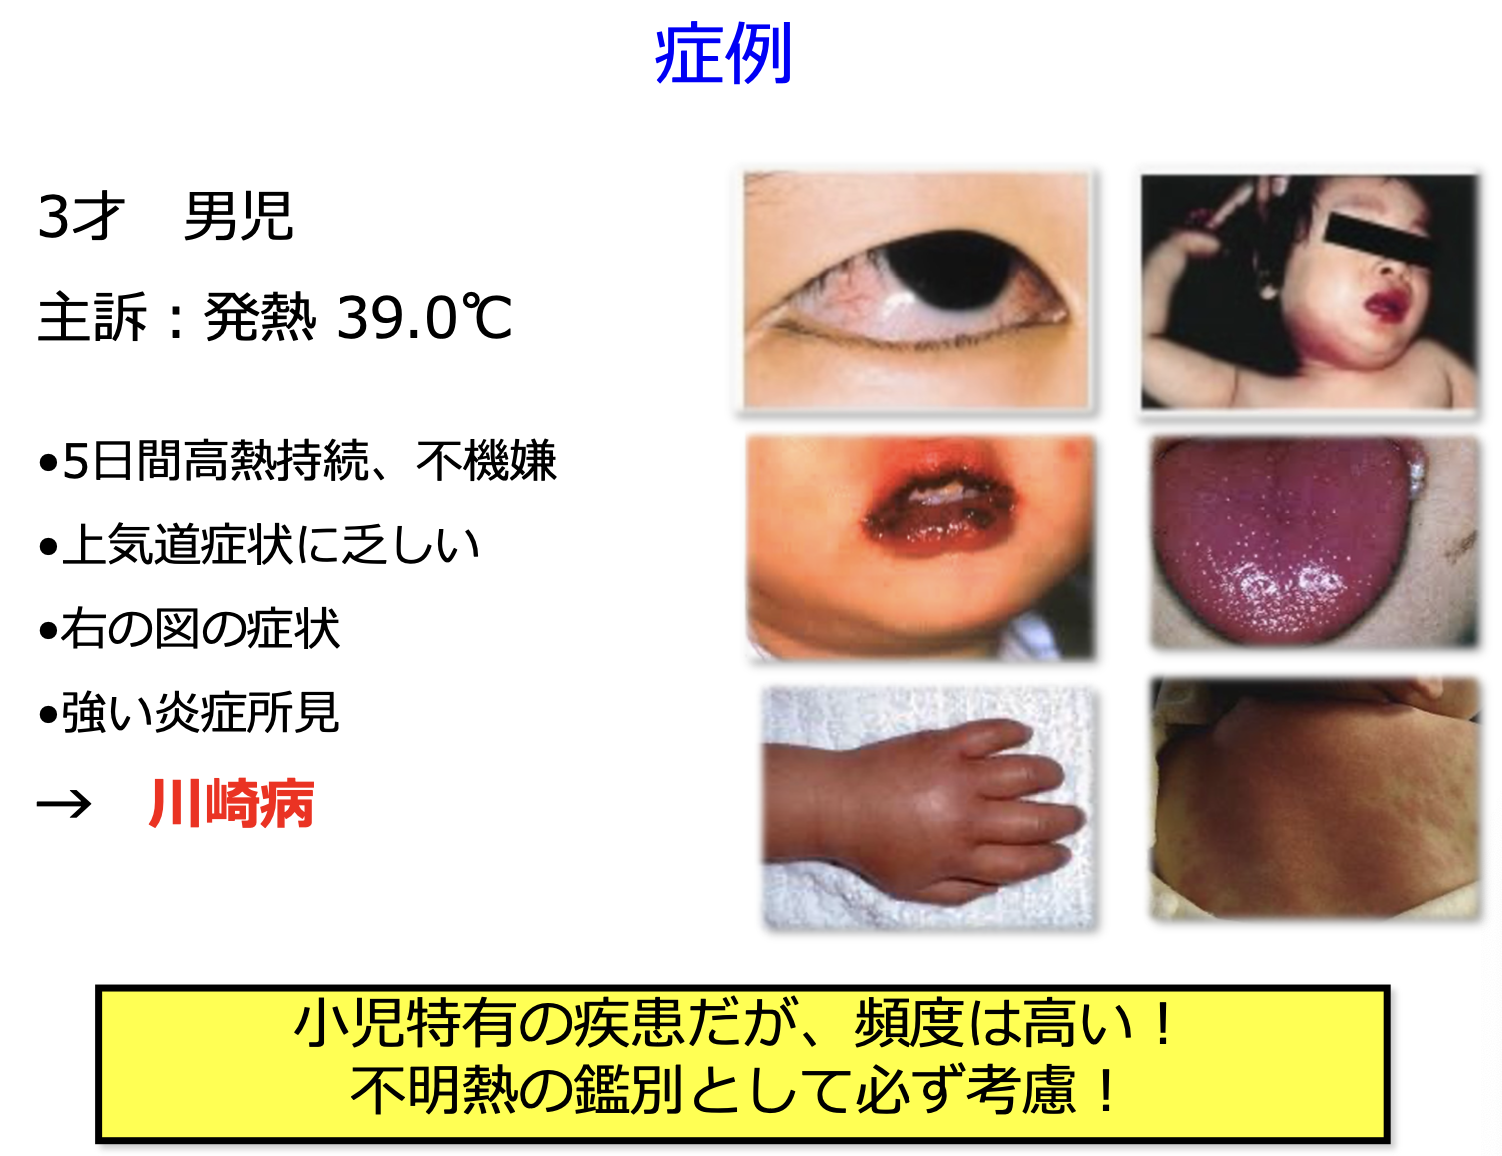 症例
3才　男児
主訴：発熱 39.0℃
•5日間高熱持続、不機嫌
•上気道症状に乏しい
•右の図の症状
•強い炎症所見
→　川崎病
小児特有の疾患だが、頻度は高い！
不明熱の鑑別として必ず考慮！